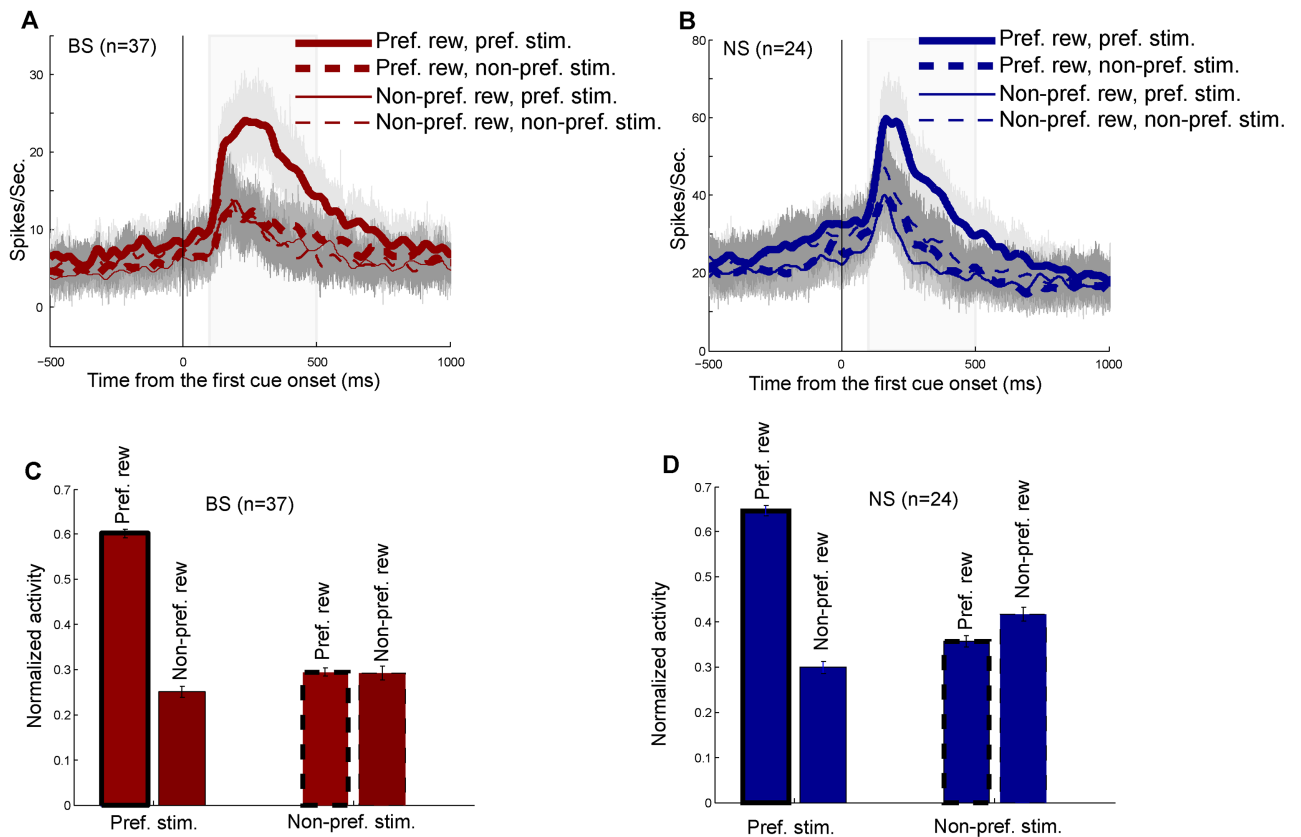 A
BS (n=37)
Pref. rew, pref. stim.
Pref. rew, non-pref. stim.
Non-pref. rew, pref. stim.
Non-pref. rew, non-pref. stim.
Spikes/Sec.
30
20
10
0
−500
0
500
1000
Time from the first cue onset (ms)
B
NS (n=24)
Pref. rew, pref. stim.
Pref. rew, non-pref. stim.
Non-pref. rew, pref. stim.
Non-pref. rew, non-pref. stim.
Spikes/Sec.
80
60
40
20
0
−500
0
500
1000
Time from the first cue onset (ms)
C
BS (n=37)
Normalized activity
0.7
0.6
0.5
0.4
0.3
0.2
0.1
0
Pref. rew
Non-pref. rew
Pref. rew
Non-pref. rew
Pref. stim.
Non-pref. stim.
D
NS (n=24)
Normalized activity
0.7
0.6
0.5
0.4
0.3
0.2
0.1
0
Pref. rew
Non-pref. rew
Pref. rew
Non-pref. rew
Pref. stim.
Non-pref. stim.